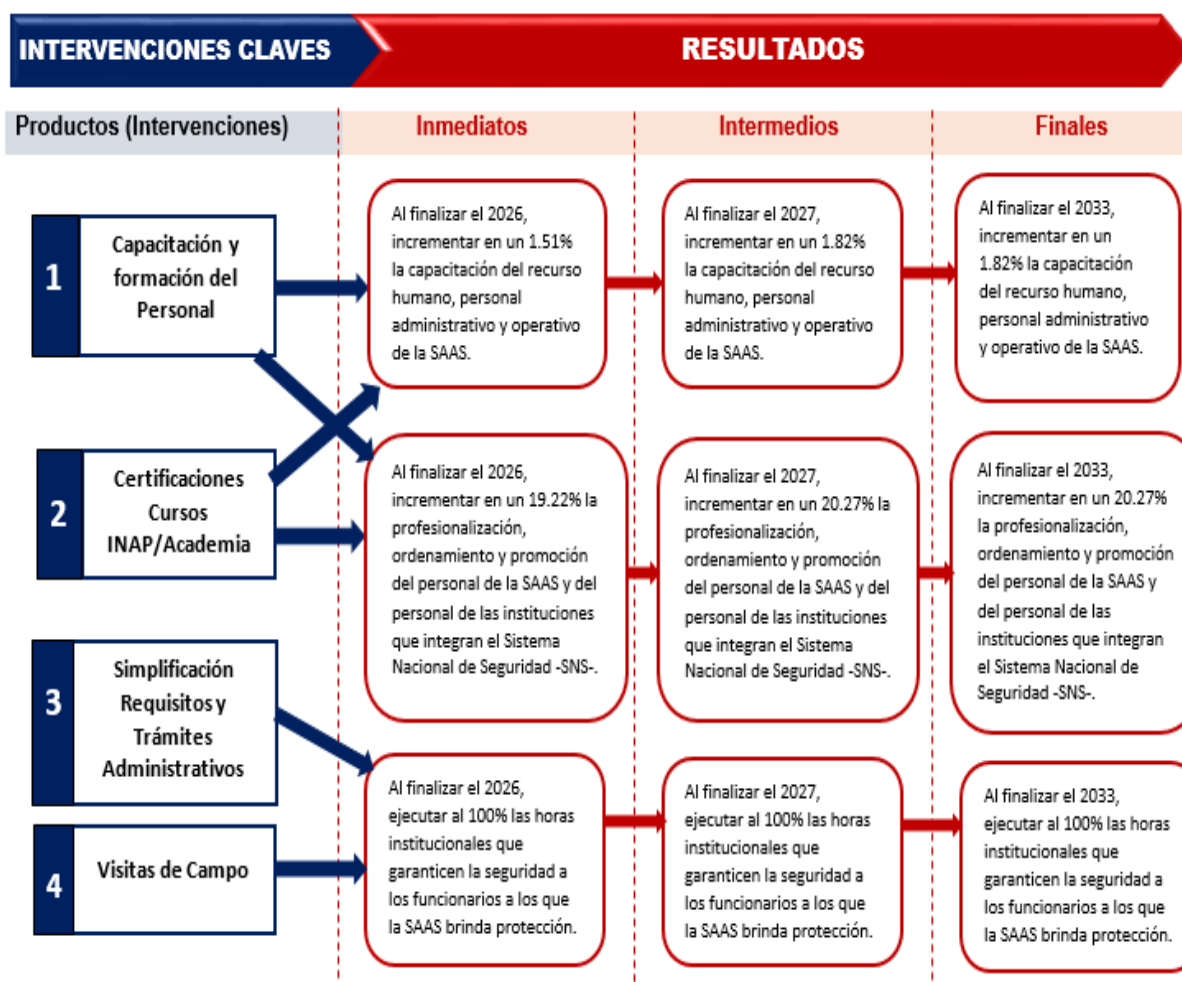 INTERVENCIONES CLAVES
RESULTADOS
Productos (Intervenciones)
Inmediatos
Intermedios
Finales
1
Capacitación y
formación del
Personal
Al finalizar el 2026,
incrementar en un 1.51%
la capacitación del recurso
humano, personal
administrativo y operativo
de la SAAS.
Al finalizar el 2027,
incrementar en un 1.82%
la capacitación del recurso
humano, personal
administrativo y operativo
de la SAAS.
Al finalizar el 2033,
incrementar en un
1.82% la capacitación
del recurso humano,
personal administrativo
y operativo de la SAAS.
2
Certificaciones
Cursos
INAP/Academia
Al finalizar el 2026,
incrementar en un 19.22% la
profesionalización,
ordenamiento y promoción
del personal de la SAAS y del
personal de las instituciones
que integran el Sistema
Nacional de Seguridad -SNS-.
Al finalizar el 2027,
incrementar en un 20.27% la
profesionalización,
ordenamiento y promoción
del personal de la SAAS y del
personal de las instituciones
que integran el Sistema
Nacional de Seguridad -SNS-.
Al finalizar el 2033,
incrementar en un 20.27%
la profesionalización,
ordenamiento y promoción
del personal de la SAAS y
del personal de las
instituciones que integran
el Sistema Nacional de
Seguridad -SNS-.
3
Simplificación
Requisitos y
Trámites
Administrativos
4
Visitas de Campo
Al finalizar el 2026,
ejecutar al 100% las horas
institucionales que
garanticen la seguridad a
los funcionarios a los que
la SAAS brinda protección.
Al finalizar el 2027,
ejecutar al 100% las horas
institucionales que
garanticen la seguridad a
los funcionarios a los que
la SAAS brinda protección.
Al finalizar el 2033,
ejecutar al 100% las horas
institucionales que
garanticen la seguridad a
los funcionarios a los que
la SAAS brinda protección.